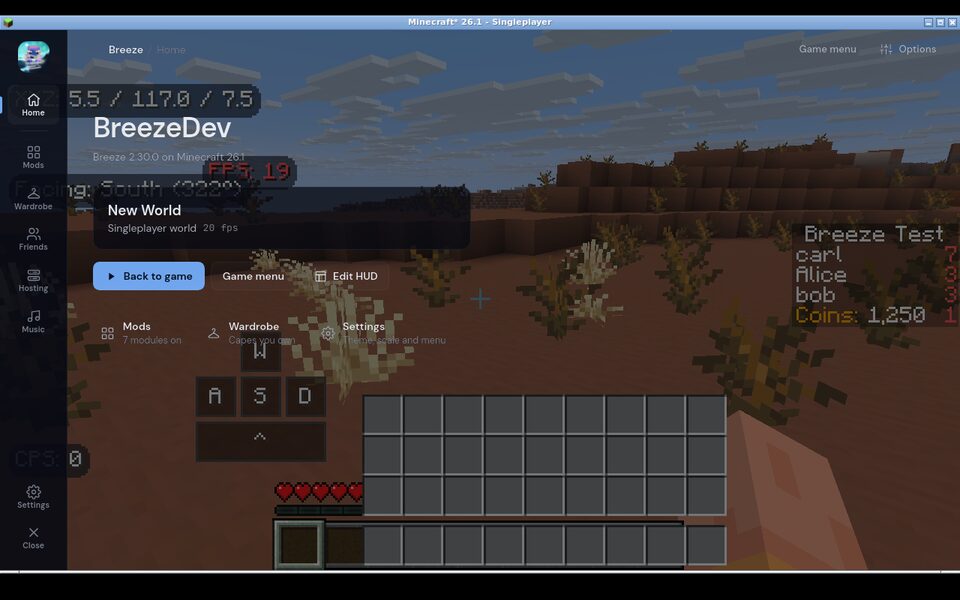 Minecraft* 26.1 - Singleplayer
Breeze / Home
Game menu
Options
5.5 / 117.0 / 7.5
Home
BreezeDev
Breeze 2.30.0 on Minecraft 26.1
FPS: 19
Mods
Facing: South (322°)
Wardrobe
New World
Singleplayer world 20 fps
Friends
Breeze Test
carl 7
Alice 3
bob 3
Coins: 1,250 1
Back to game
Game menu
Edit HUD
Hosting
Music
Mods
7 modules on
Wardrobe
Capes you own
Settings
Theme, scale and menu
W
A S D
^
CPS: 0
Settings
Close